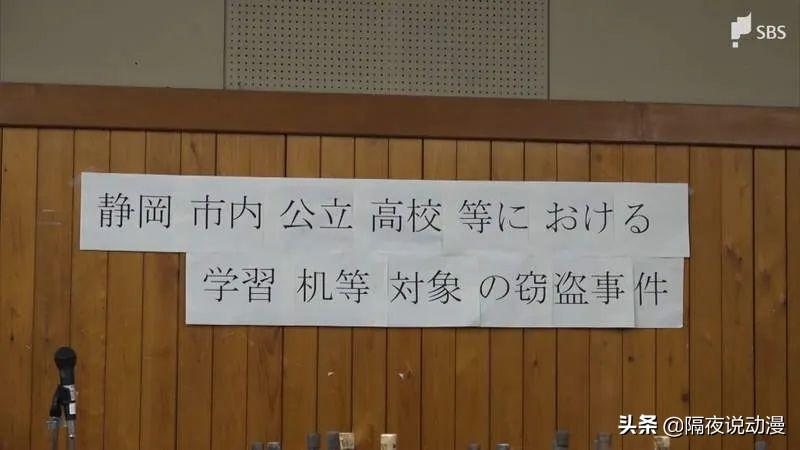 SBS
静岡市内公立高校等における
学習机等対象の窃盗事件
头条 @隔夜说动漫